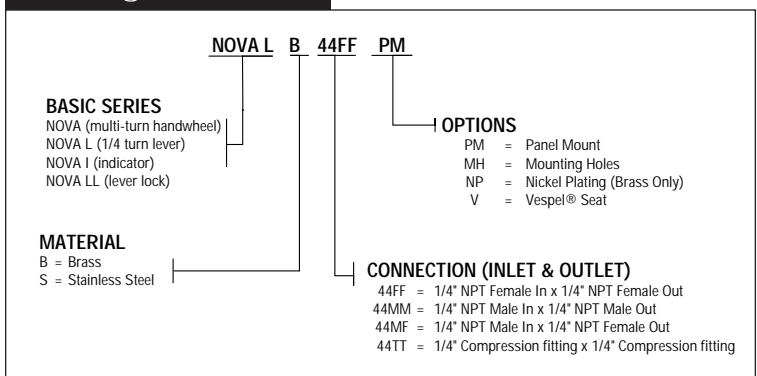 NOVA L B 44FF PM
BASIC SERIES
NOVA (multi-turn handwheel)
NOVA L (1/4 turn lever)
NOVA I (indicator)
NOVA LL (lever lock)
OPTIONS
PM = Panel Mount
MH = Mounting Holes
NP = Nickel Plating (Brass Only)
V = Vespel® Seat
MATERIAL
B = Brass
S = Stainless Steel
CONNECTION (INLET & OUTLET)
44FF = 1/4" NPT Female In x 1/4" NPT Female Out
44MM = 1/4" NPT Male In x 1/4" NPT Male Out
44MF = 1/4" NPT Male In x 1/4" NPT Female Out
44TT = 1/4" Compression fitting x 1/4" Compression fitting